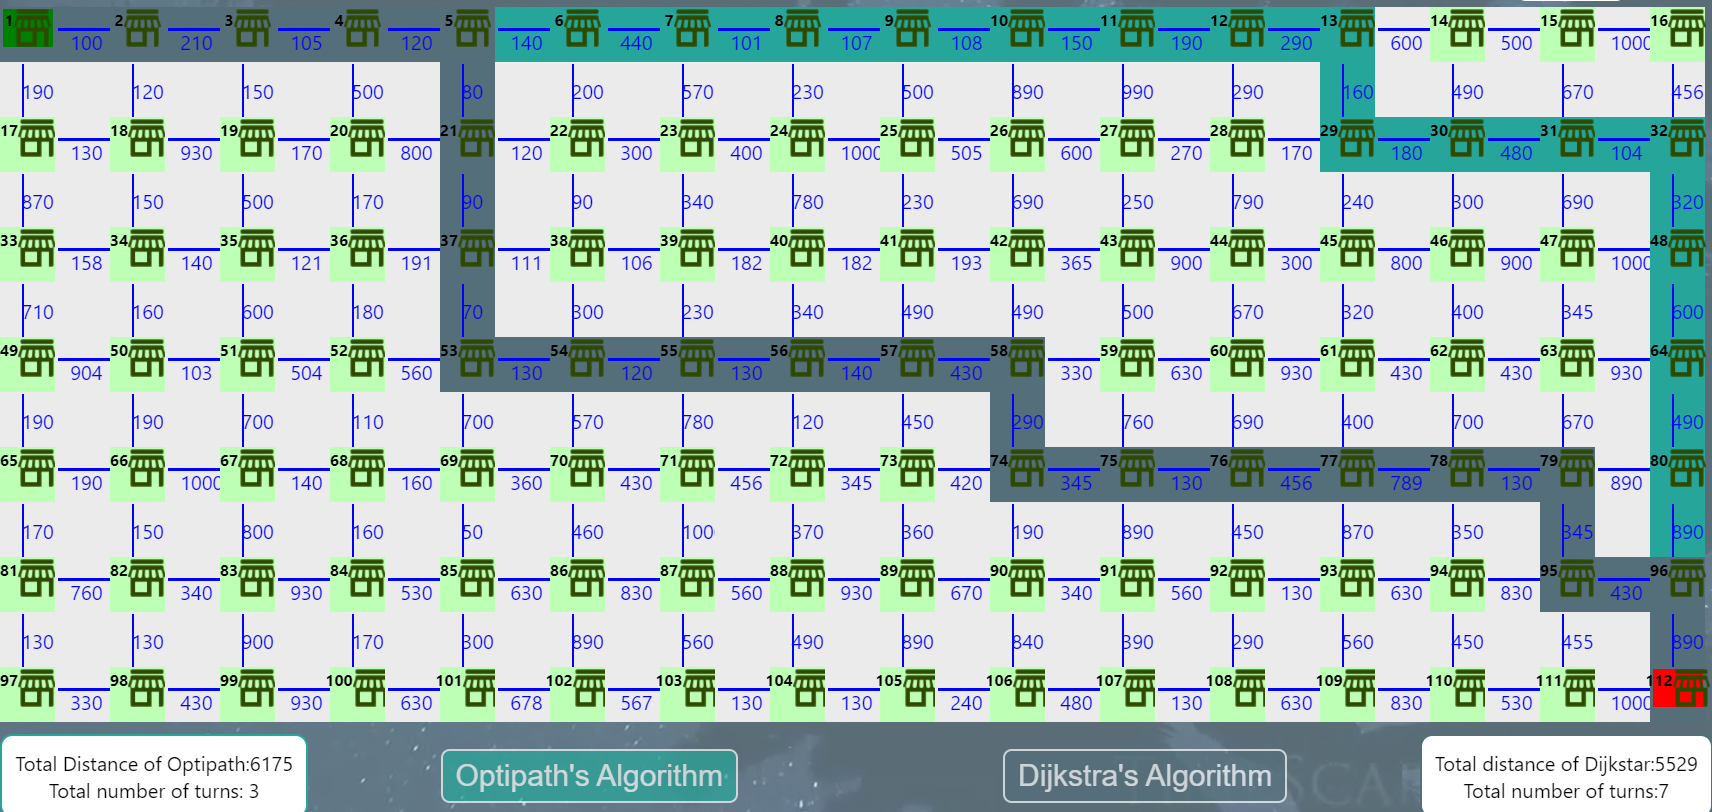 1 2 3 4 5 6 7 8 9 10 11 12 13 14 15 16
100 210 105 120 140 440 101 107 108 150 190 290 600 500 1000
190 120 150 500 80 200 570 230 500 890 990 290 160 490 670 456
17 18 19 20 21 22 23 24 25 26 27 28 29 30 31 32
130 930 170 800 120 300 400 1000 505 600 270 170 180 480 104
870 150 500 170 90 90 340 780 230 690 250 790 240 300 690 320
33 34 35 36 37 38 39 40 41 42 43 44 45 46 47 48
158 140 121 191 111 106 182 182 193 365 900 300 800 900 1000
710 160 600 180 70 300 230 340 490 490 500 670 320 400 345 600
49 50 51 52 53 54 55 56 57 58 59 60 61 62 63 64
904 103 504 560 130 120 130 140 430 330 630 930 430 430 930
190 190 700 110 700 570 780 120 450 290 760 690 400 700 670 490
65 66 67 68 69 70 71 72 73 74 75 76 77 78 79 80
190 1000 140 160 360 430 456 345 420 345 130 456 789 130 890
170 150 800 160 50 460 100 370 360 190 890 450 870 350 345 890
81 82 83 84 85 86 87 88 89 90 91 92 93 94 95 96
760 340 930 530 630 830 560 930 670 340 560 130 630 830 430
130 130 900 170 300 890 560 490 890 840 390 290 560 450 455 890
97 98 99 100 101 102 103 104 105 106 107 108 109 110 111 112
330 430 930 630 678 567 130 130 240 480 130 630 830 530 1000
Total Distance of Optipath:6175
Total number of turns: 3
Optipath's Algorithm
Dijkstra's Algorithm
Total distance of Dijkstar:5529
Total number of turns:7